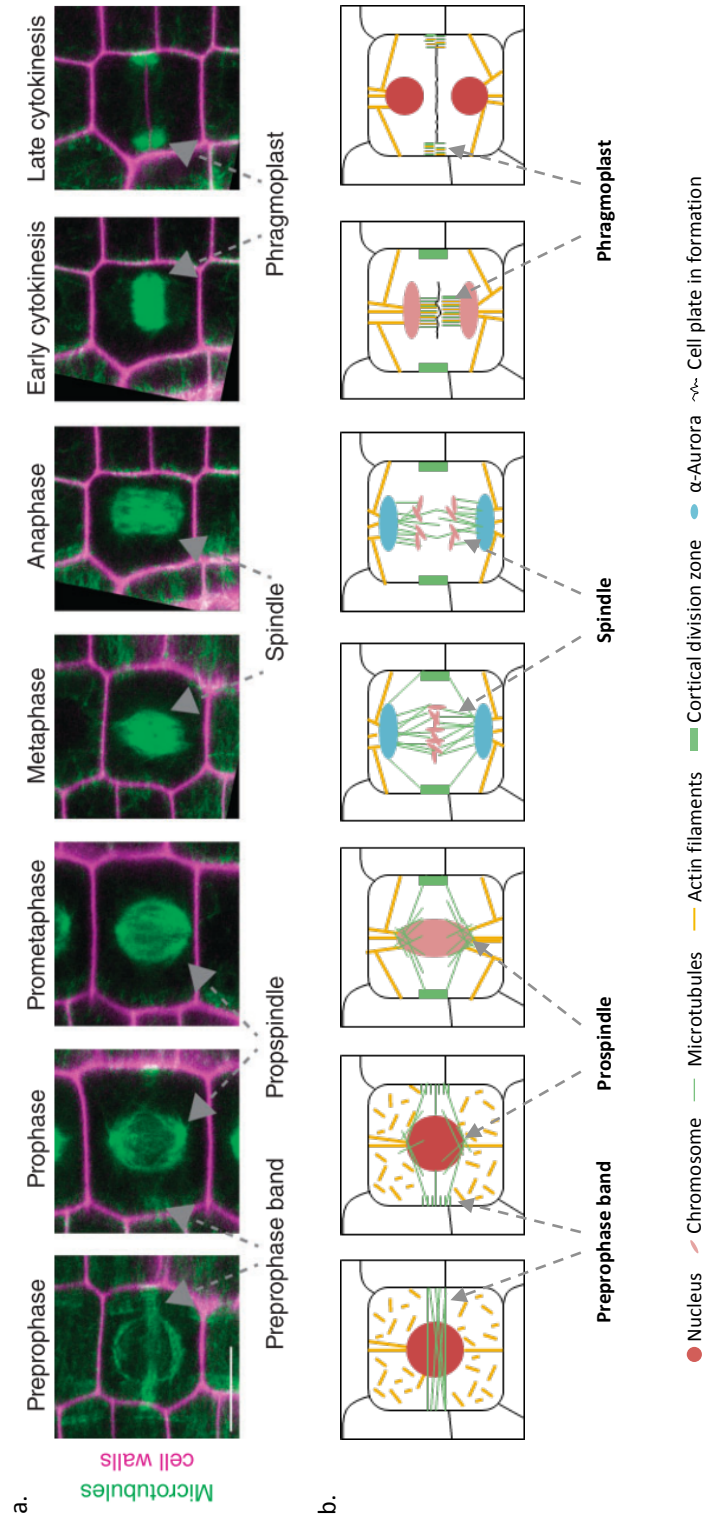 a.
Microtubules
cell walls
Preprophase
Prophase
Prometaphase
Metaphase
Anaphase
Early cytokinesis
Late cytokinesis
Preprophase band
Propspindle
Spindle
Phragmoplast
b.
Preprophase band
Prospindle
Spindle
Phragmoplast
Nucleus Chromosome Microtubules Actin filaments Cortical division zone α-Aurora Cell plate in formation